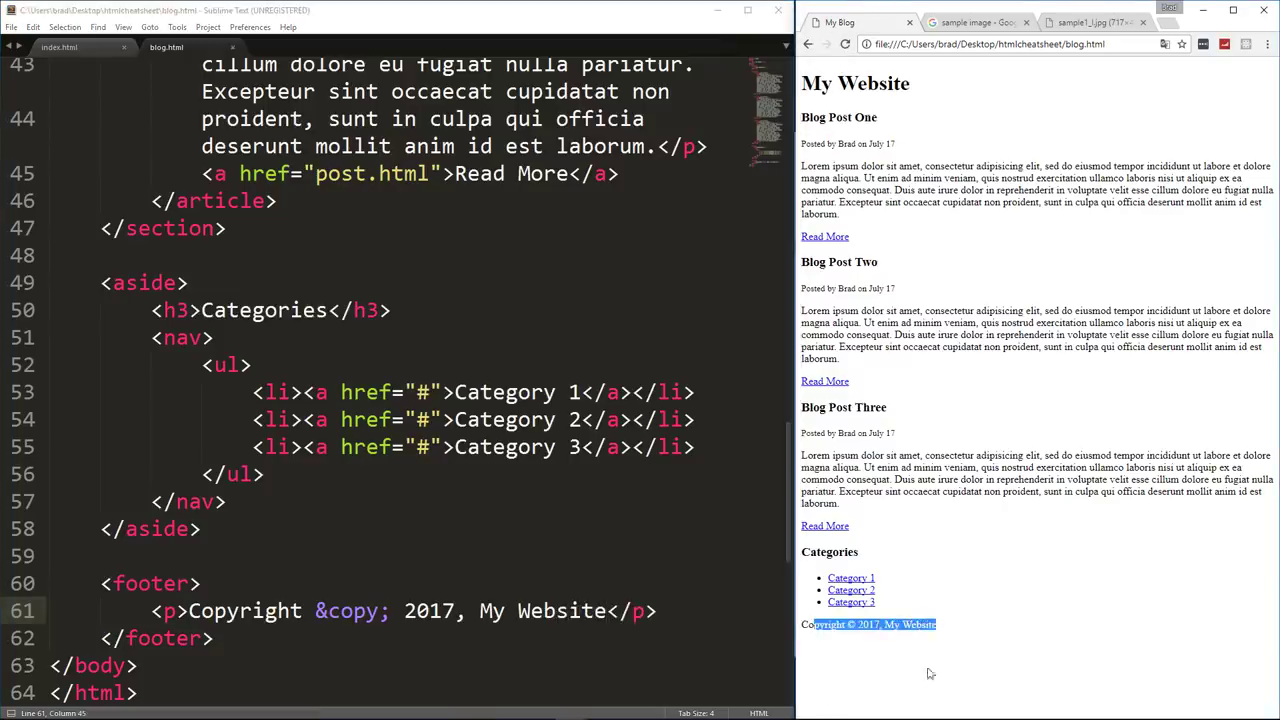 C:\Users\brad\Desktop\htmlcheatsheet\blog.html - Sublime Text (UNREGISTERED)
File Edit Selection Find View Goto Tools Project Preferences Help
index.html × blog.html ×
43 cillum dolore eu fugiat nulla pariatur.
Excepteur sint occaecat cupidatat non
44 proident, sunt in culpa qui officia
deserunt mollit anim id est laborum.</p>
45 <a href="post.html">Read More</a>
46 </article>
47 </section>
48
49 <aside>
50 <h3>Categories</h3>
51 <nav>
52 <ul>
53 <li><a href="#">Category 1</a></li>
54 <li><a href="#">Category 2</a></li>
55 <li><a href="#">Category 3</a></li>
56 </ul>
57 </nav>
58 </aside>
59
60 <footer>
61 <p>Copyright &copy; 2017, My Website</p>
62 </footer>
63 </body>
64 </html>
Line 61, Column 45 Tab Size: 4 HTML
Brad
My Blog × sample image - Goo × sample1_l.jpg (717× ×
file:///C:/Users/brad/Desktop/htmlcheatsheet/blog.html
My Website
Blog Post One
Posted by Brad on July 17
Lorem ipsum dolor sit amet, consectetur adipisicing elit, sed do eiusmod tempor incididunt ut labore et dolore
magna aliqua. Ut enim ad minim veniam, quis nostrud exercitation ullamco laboris nisi ut aliquip ex ea
commodo consequat. Duis aute irure dolor in reprehenderit in voluptate velit esse cillum dolore eu fugiat nulla
pariatur. Excepteur sint occaecat cupidatat non proident, sunt in culpa qui officia deserunt mollit anim id est
laborum.
Read More
Blog Post Two
Posted by Brad on July 17
Lorem ipsum dolor sit amet, consectetur adipisicing elit, sed do eiusmod tempor incididunt ut labore et dolore
magna aliqua. Ut enim ad minim veniam, quis nostrud exercitation ullamco laboris nisi ut aliquip ex ea
commodo consequat. Duis aute irure dolor in reprehenderit in voluptate velit esse cillum dolore eu fugiat nulla
pariatur. Excepteur sint occaecat cupidatat non proident, sunt in culpa qui officia deserunt mollit anim id est
laborum.
Read More
Blog Post Three
Posted by Brad on July 17
Lorem ipsum dolor sit amet, consectetur adipisicing elit, sed do eiusmod tempor incididunt ut labore et dolore
magna aliqua. Ut enim ad minim veniam, quis nostrud exercitation ullamco laboris nisi ut aliquip ex ea
commodo consequat. Duis aute irure dolor in reprehenderit in voluptate velit esse cillum dolore eu fugiat nulla
pariatur. Excepteur sint occaecat cupidatat non proident, sunt in culpa qui officia deserunt mollit anim id est
laborum.
Read More
Categories
• Category 1
• Category 2
• Category 3
Copyright © 2017, My Website